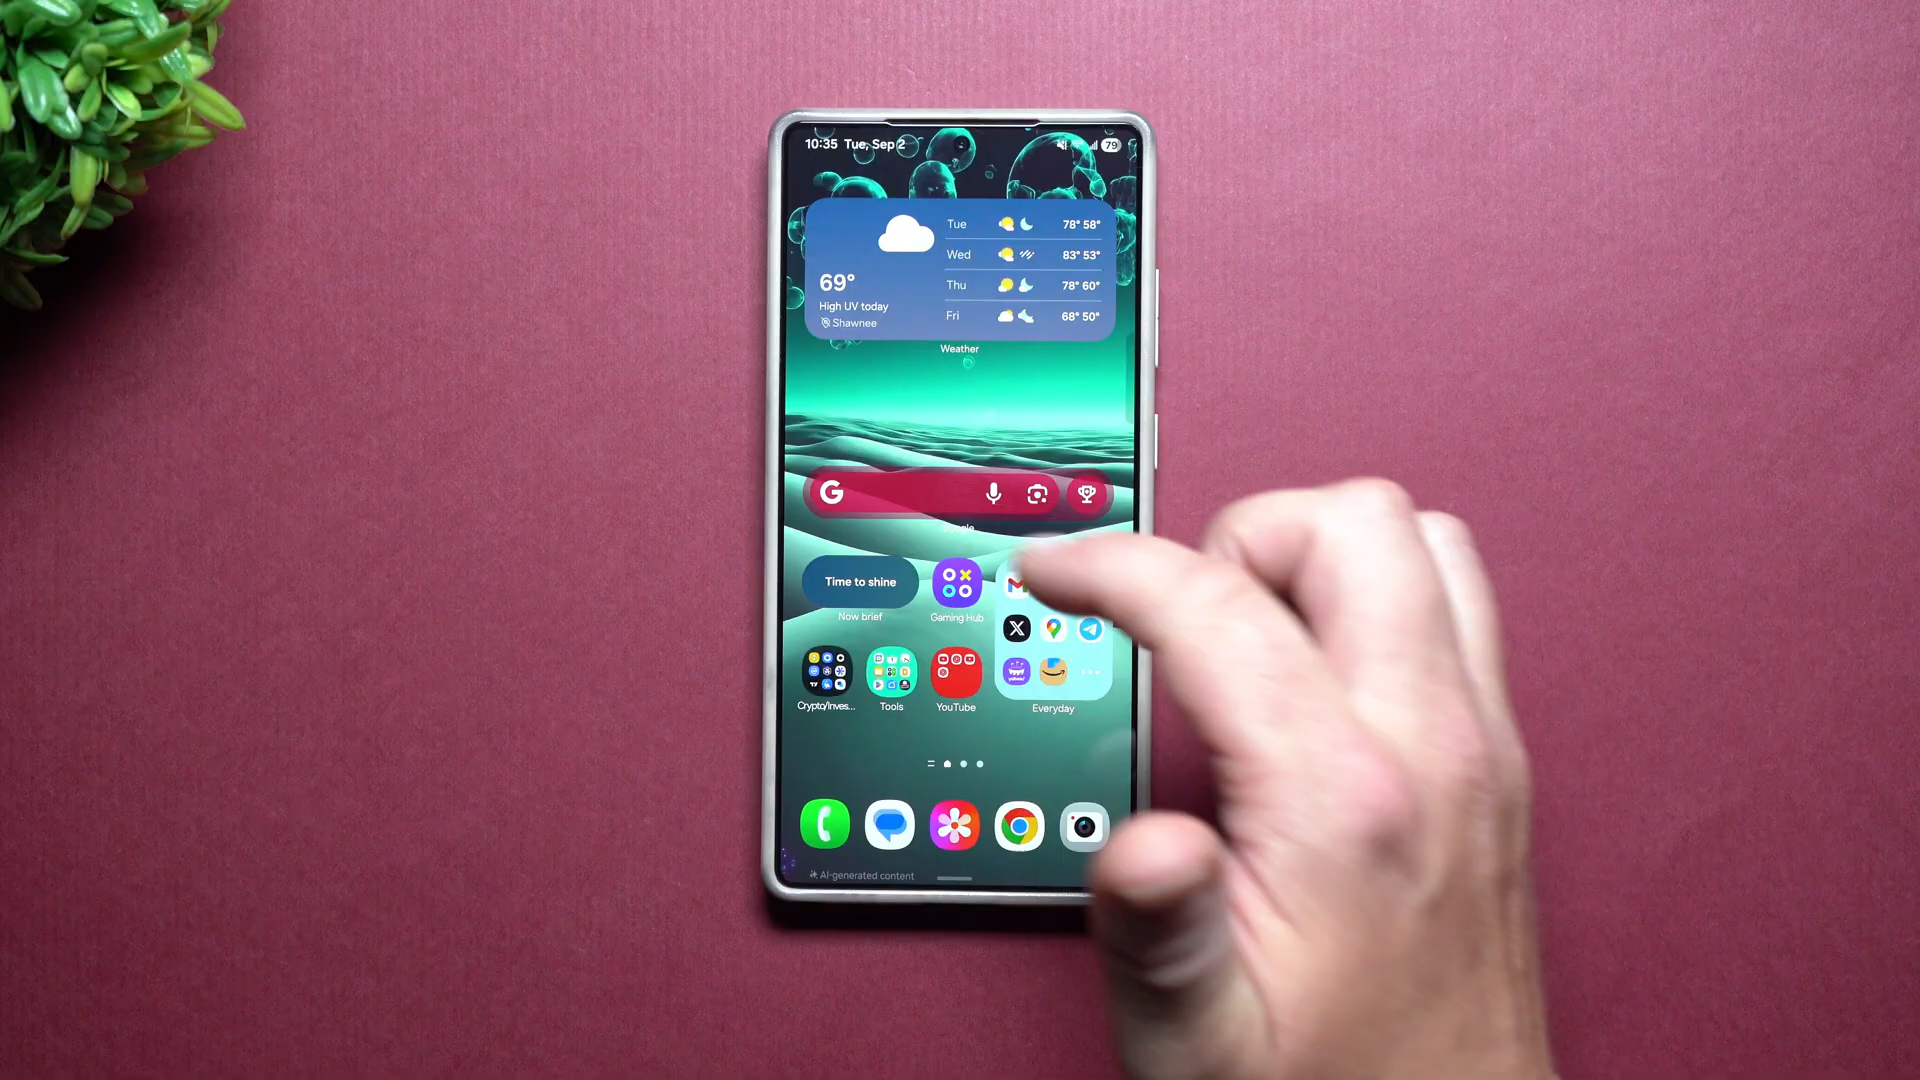 10:35 Tue, Sep 2
79
Tue 78° 58°
Wed 83° 53°
Thu 78° 60°
Fri 68° 50°
69°
High UV today
Shawnee
Weather
G
Time to shine
Now brief
Gaming Hub
X
yahoo!
Crypto/Inves...
Tools
YouTube
Everyday
AI-generated content